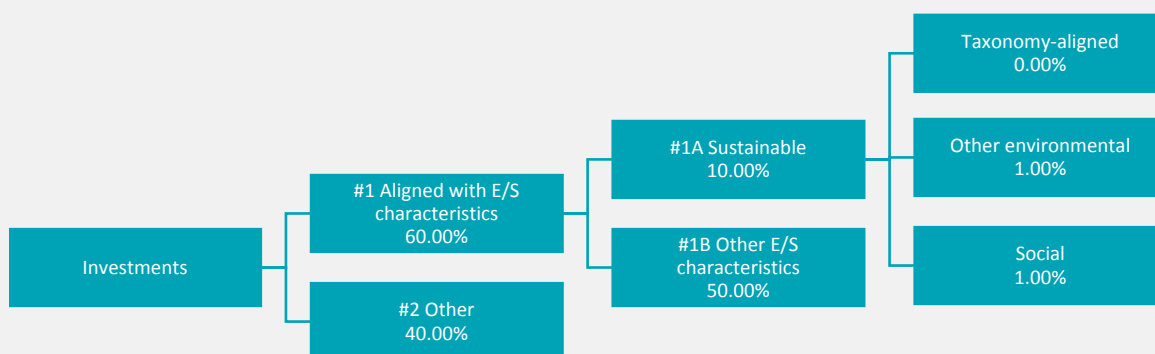 Investments
#1 Aligned with E/S
characteristics
60.00%
#2 Other
40.00%
#1A Sustainable
10.00%
#1B Other E/S
characteristics
50.00%
Taxonomy-aligned
0.00%
Other environmental
1.00%
Social
1.00%